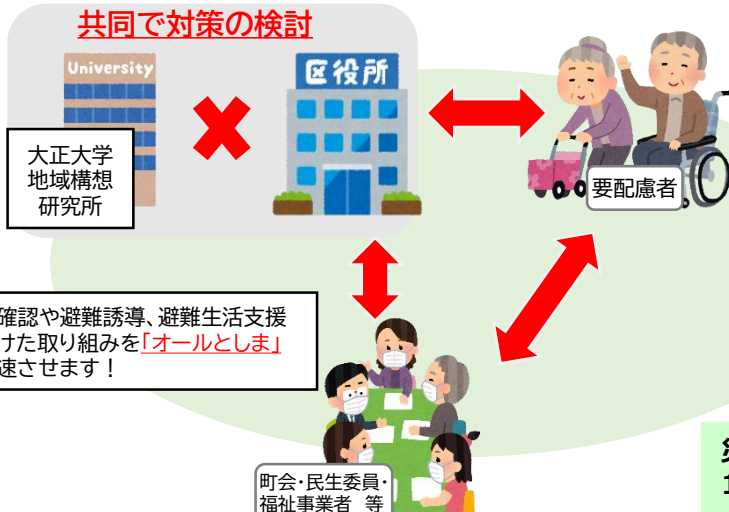 共同で対策の検討
University
区役所
大正大学
地域構想
研究所
要配慮者
確認や避難誘導、避難生活支援
けた取り組みを「オールとしま」
速させます！
町会・民生委員・
福祉事業者 等